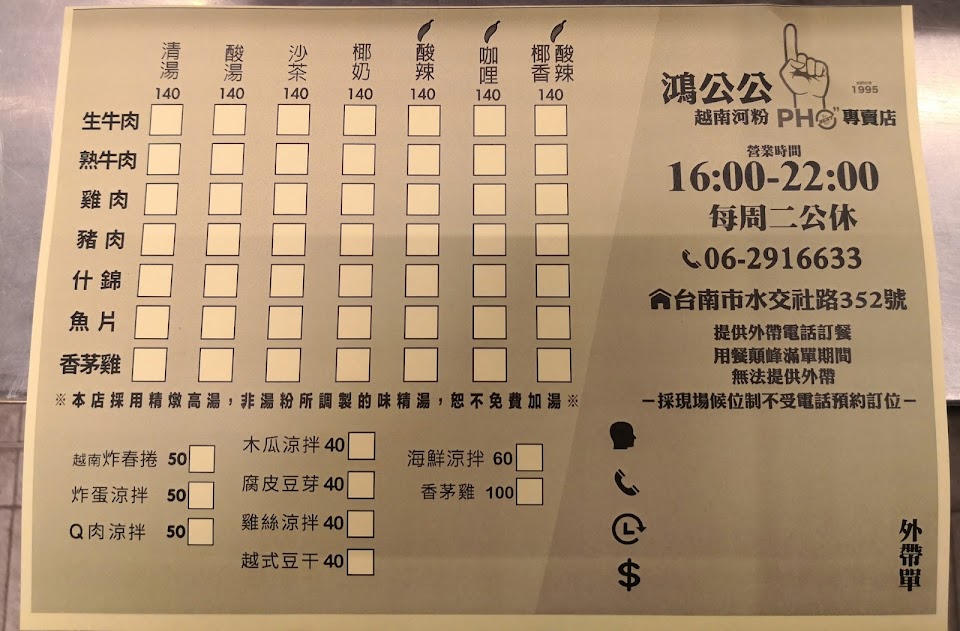 清湯 酸湯 沙茶 椰奶 酸辣 咖哩 椰香酸辣
140 140 140 140 140 140 140
生牛肉
熟牛肉
雞肉
豬肉
什錦
魚片
香茅雞
※本店採用精燉高湯，非湯粉所調製的味精湯，恕不免費加湯※
越南炸春捲 50
炸蛋涼拌 50
Q肉涼拌 50
木瓜涼拌 40
腐皮豆芽 40
雞絲涼拌 40
越式豆干 40
海鮮涼拌 60
香茅雞 100
鴻公公
SINCE
1995
越南河粉 PHO" 專賣店
營業時間
16:00-22:00
每周二公休
06-2916633
台南市水交社路352號
提供外帶電話訂餐
用餐顛峰滿單期間
無法提供外帶
－採現場候位制不受電話預約訂位－
$
外帶單